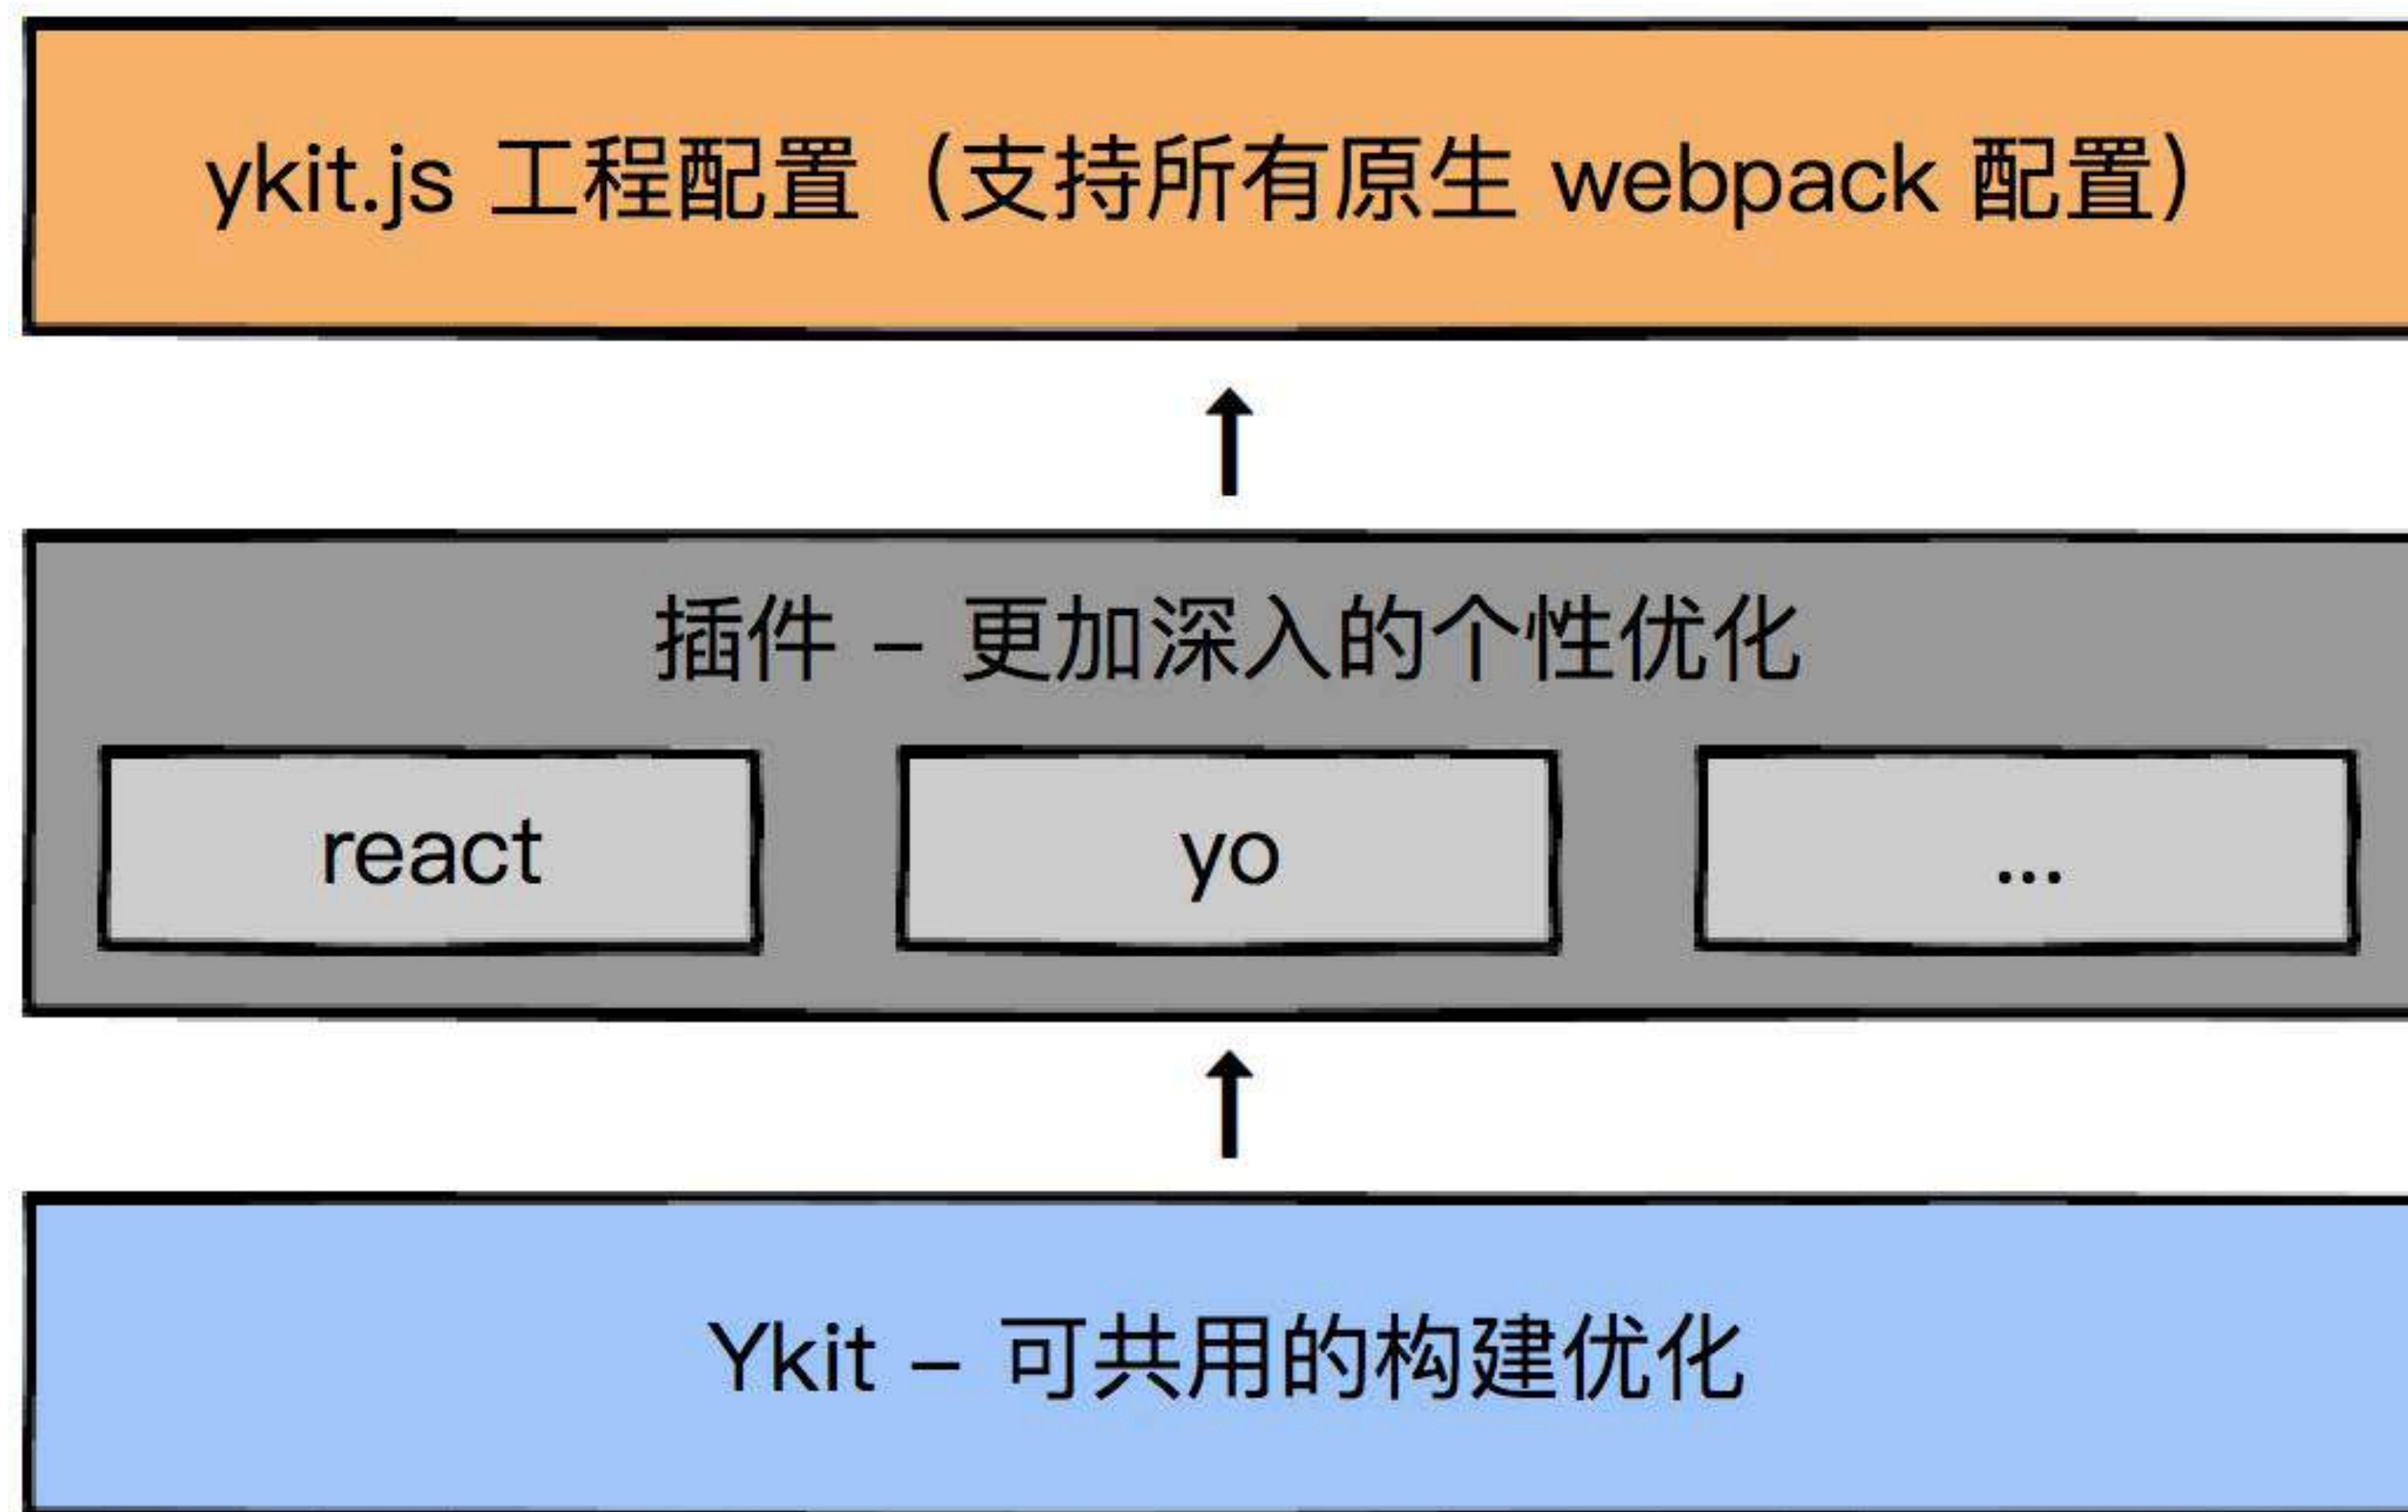 ykit.js 工程配置（支持所有原生 webpack 配置）
插件 – 更加深入的个性优化
react
yo
...
Ykit – 可共用的构建优化